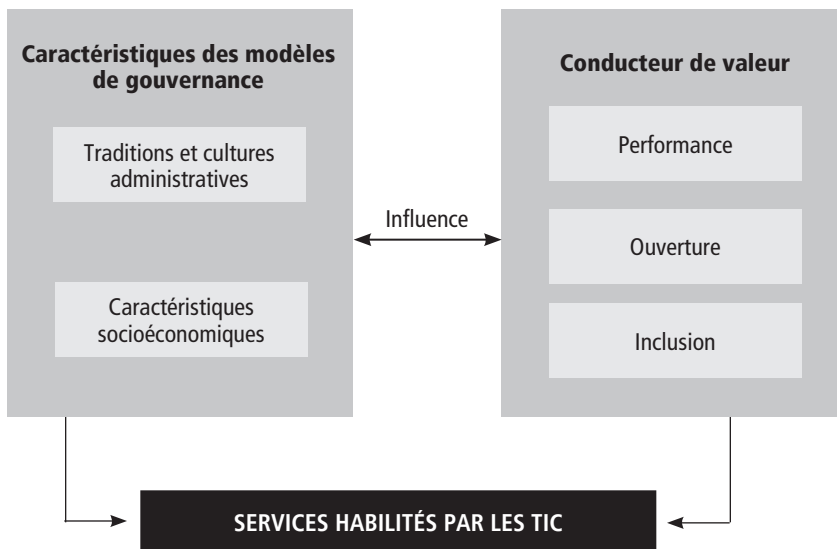 Caractéristiques des modèles
de gouvernance
Traditions et cultures
administratives
Caractéristiques
socioéconomiques
Influence
Conducteur de valeur
Performance
Ouverture
Inclusion
SERVICES HABILITÉS PAR LES TIC